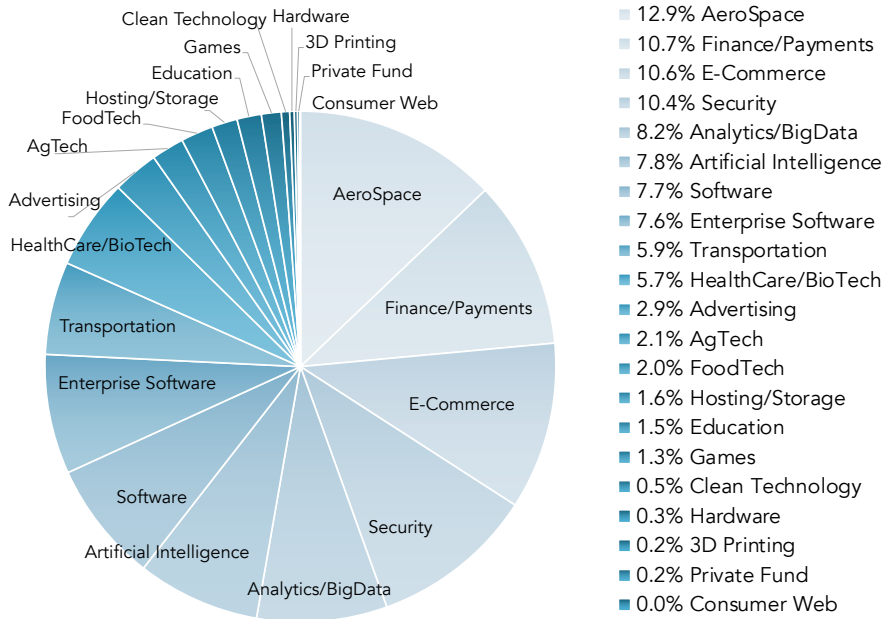 Clean Technology
Hardware
Games
3D Printing
Education
Private Fund
Hosting/Storage
Consumer Web
FoodTech
AgTech
Advertising
HealthCare/BioTech
Transportation
Enterprise Software
Software
Artificial Intelligence
Analytics/BigData
Security
E-Commerce
Finance/Payments
AeroSpace
12.9% AeroSpace
10.7% Finance/Payments
10.6% E-Commerce
10.4% Security
8.2% Analytics/BigData
7.8% Artificial Intelligence
7.7% Software
7.6% Enterprise Software
5.9% Transportation
5.7% HealthCare/BioTech
2.9% Advertising
2.1% AgTech
2.0% FoodTech
1.6% Hosting/Storage
1.5% Education
1.3% Games
0.5% Clean Technology
0.3% Hardware
0.2% 3D Printing
0.2% Private Fund
0.0% Consumer Web